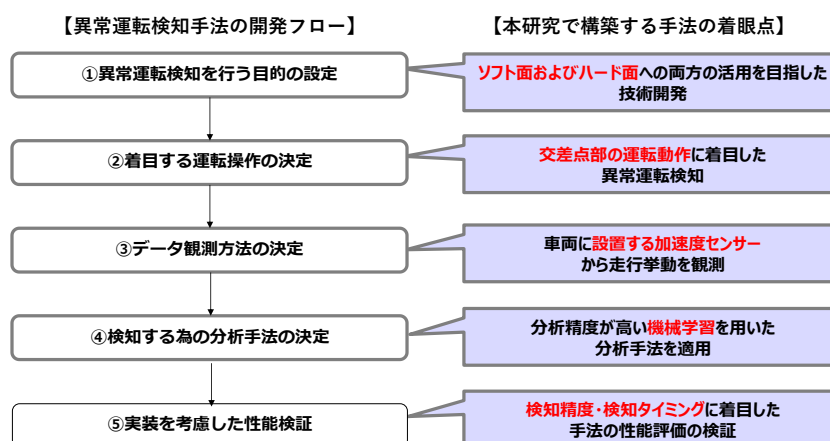 【異常運転検知手法の開発フロー】
【本研究で構築する手法の着眼点】
①異常運転検知を行う目的の設定
ソフト面およびハード面への両方の活用を目指した
技術開発
②着目する運転操作の決定
交差点部の運転動作に着目した
異常運転検知
③データ観測方法の決定
車両に設置する加速度センサー
から走行挙動を観測
④検知する為の分析手法の決定
分析精度が高い機械学習を用いた
分析手法を適用
⑤実装を考慮した性能検証
検知精度・検知タイミングに着目した
手法の性能評価の検証